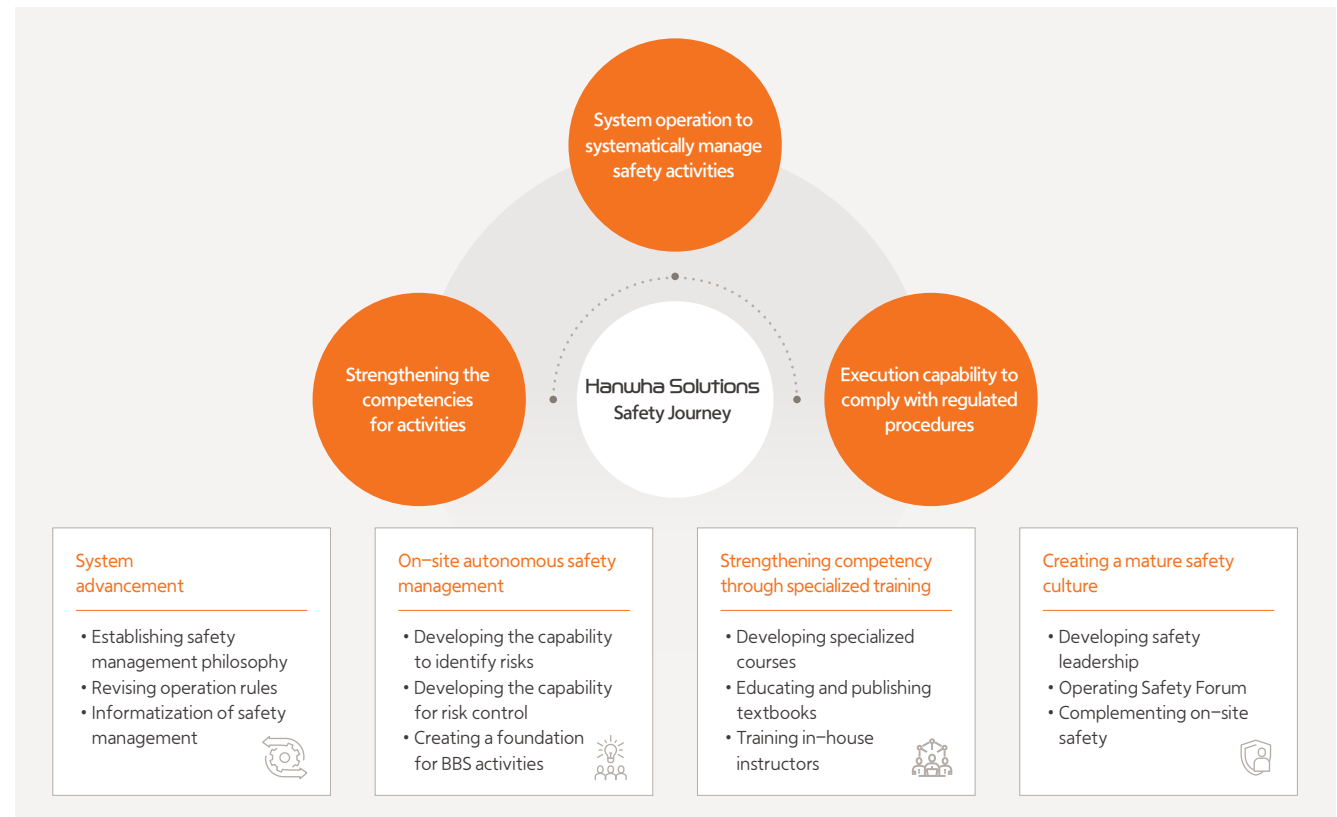 System operation to
systematically manage
safety activities
Strengthening the
competencies
for activities
Hanwha Solutions
Safety Journey
Execution capability to
comply with regulated
procedures
System
advancement
• Establishing safety
management philosophy
• Revising operation rules
• Informatization of safety
management
On-site autonomous safety
management
• Developing the capability
to identify risks
• Developing the capability
for risk control
• Creating a foundation
for BBS activities
Strengthening competency
through specialized training
• Developing specialized
courses
• Educating and publishing
textbooks
• Training in-house
instructors
Creating a mature safety
culture
• Developing safety
leadership
• Operating Safety Forum
• Complementing on-site
safety